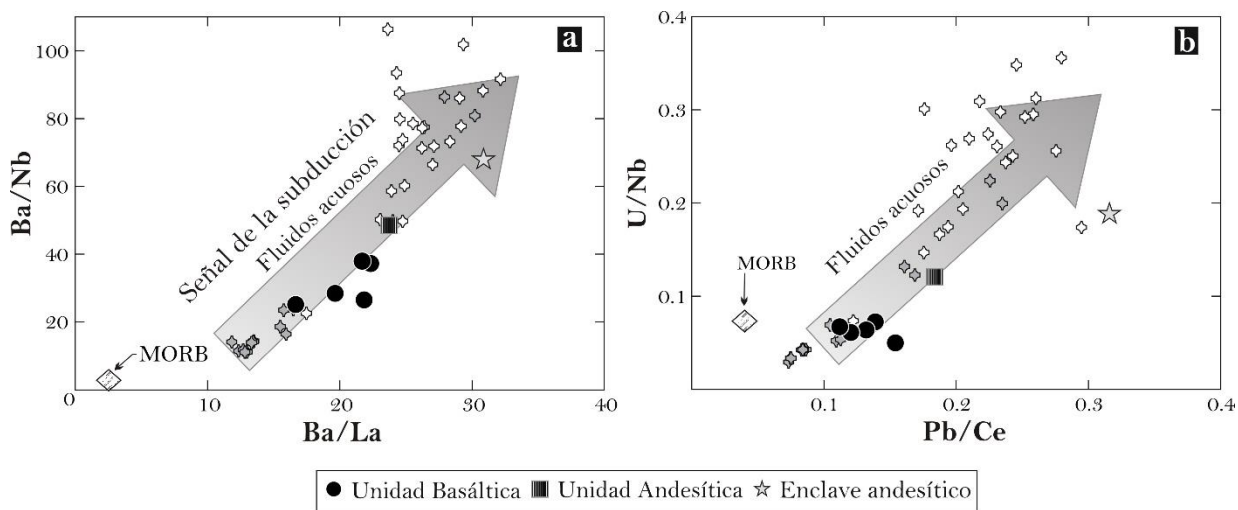 a
100
80
60
40
20
0
10
20
30
40
Ba/Nb
Ba/La
Señal de la subducción
Fluidos acuosos
MORB
b
0.4
0.3
0.2
0.1
0.1
0.2
0.3
0.4
U/Nb
Pb/Ce
Fluidos acuosos
MORB
Unidad Basáltica Unidad Andesítica Enclave andesítico